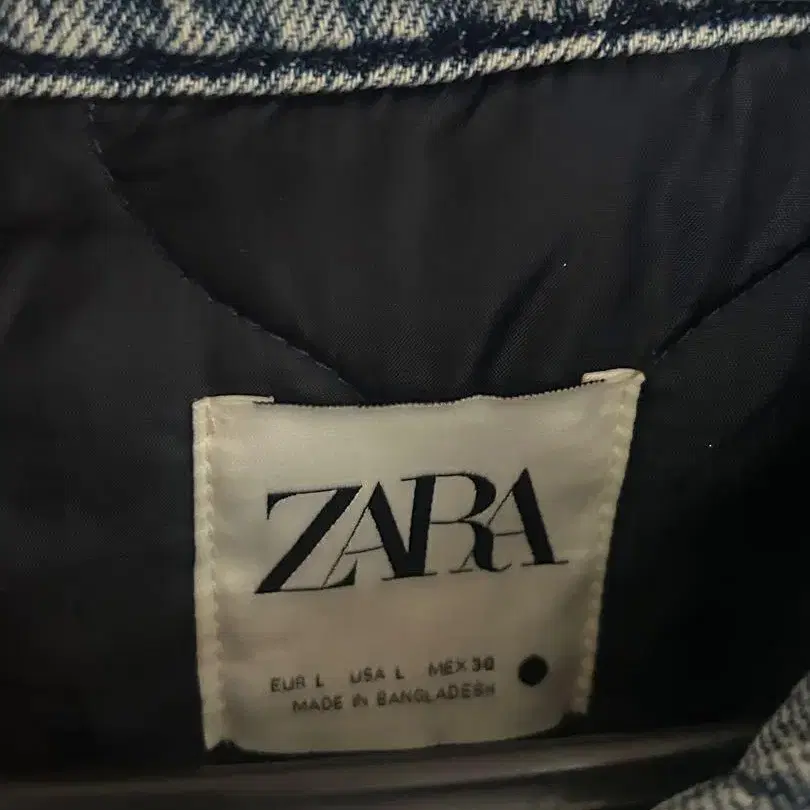 ZARA
EUR L USA L MEX 30
MADE IN BANGLADESH